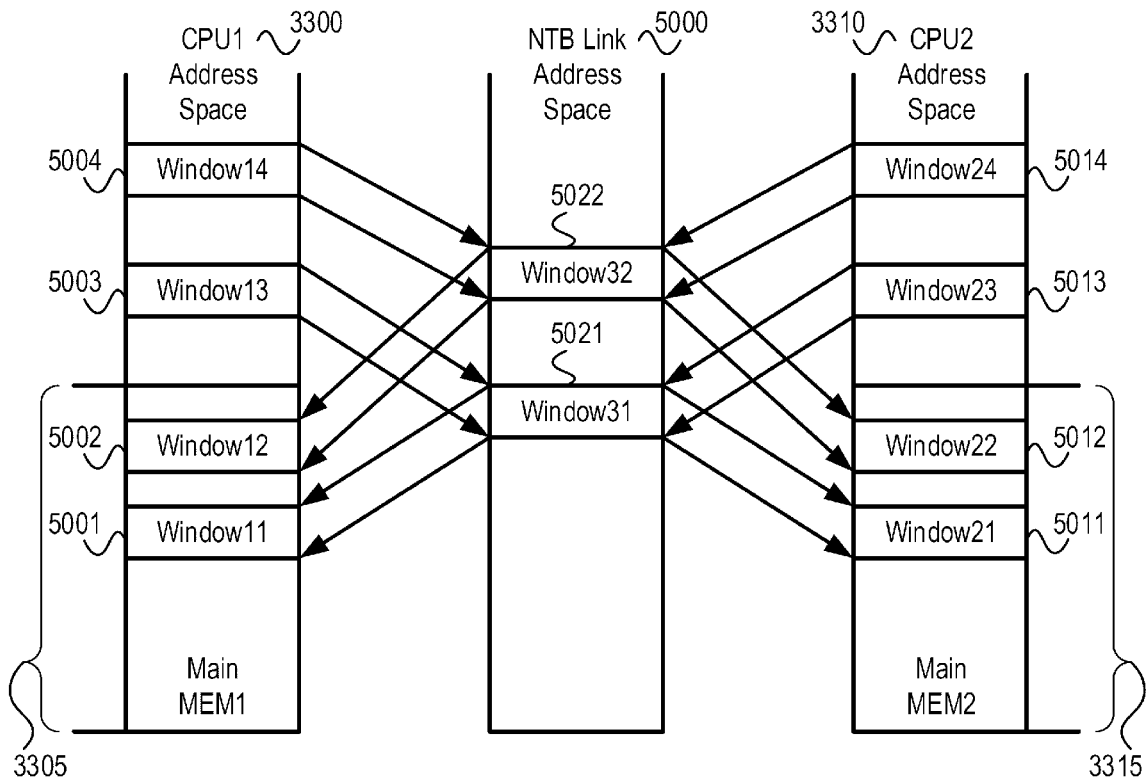 3300
5000
3310
CPU1
Address
Space
NTB Link
Address
Space
CPU2
Address
Space
5004
Window14
Window24
5014
5022
Window32
5003
Window13
Window23
5013
5021
Window31
5002
Window12
Window22
5012
5001
Window11
Window21
5011
Main
MEM1
Main
MEM2
3305
3315